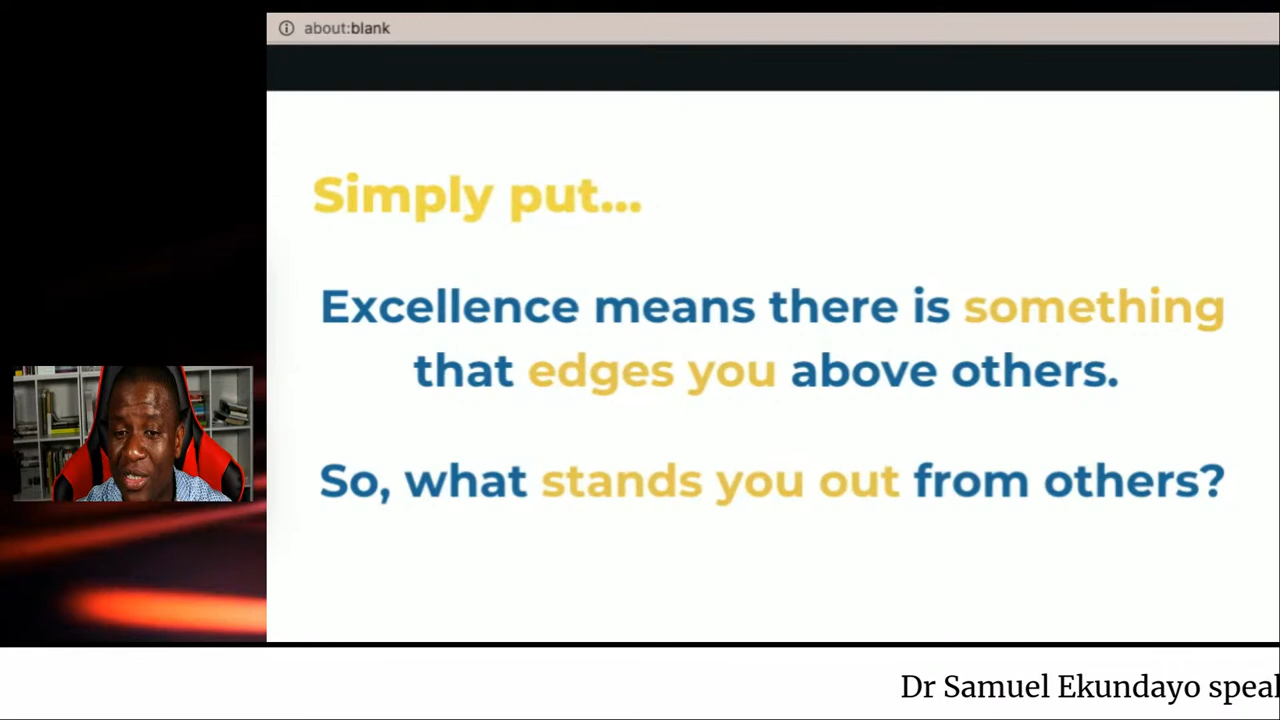 about:blank
Simply put...
Excellence means there is something
that edges you above others.
So, what stands you out from others?
Dr Samuel Ekundayo